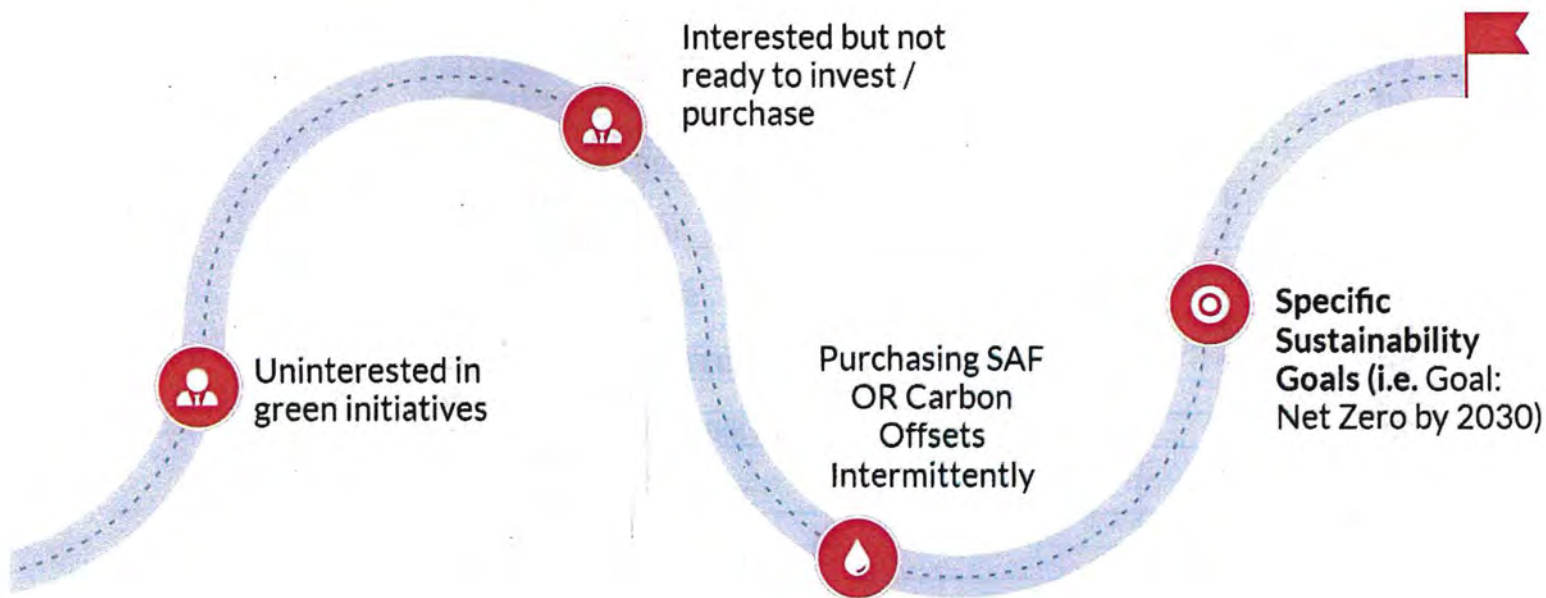 Interested but not
ready to invest /
purchase
Uninterested in
green initiatives
Purchasing SAF
OR Carbon
Offsets
Intermittently
Specific
Sustainability
Goals (i.e. Goal:
Net Zero by 2030)